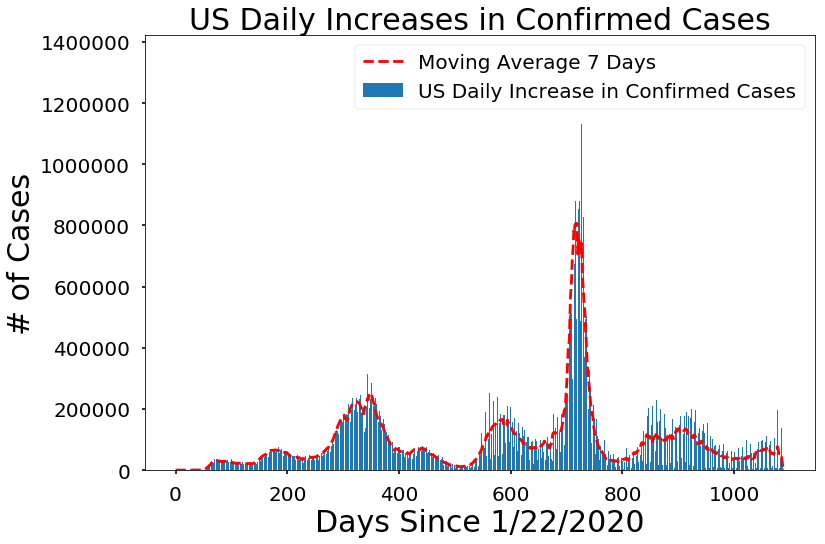 US Daily Increases in Confirmed Cases
Moving Average 7 Days
US Daily Increase in Confirmed Cases
# of Cases
1400000
1200000
1000000
800000
600000
400000
200000
0
0 200 400 600 800 1000
Days Since 1/22/2020